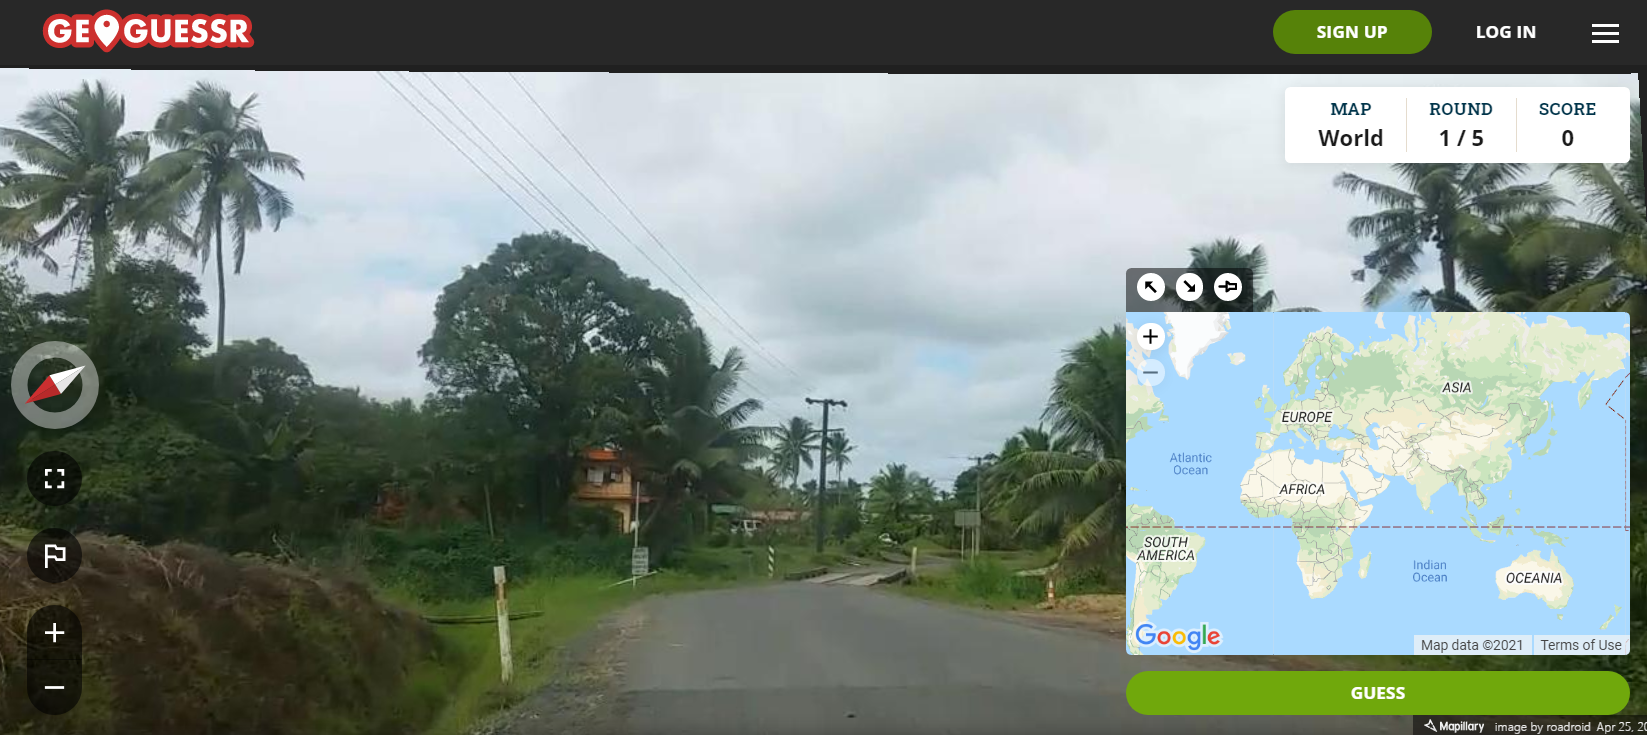 GEOGUESSR
SIGN UP
LOG IN
MAP
ROUND
SCORE
World
1 / 5
0
ASIA
EUROPE
Atlantic
Ocean
AFRICA
SOUTH
AMERICA
Indian
Ocean
OCEANIA
Google
Map data ©2021
Terms of Use
GUESS
Mapillary image by roadroid Apr 25, 20